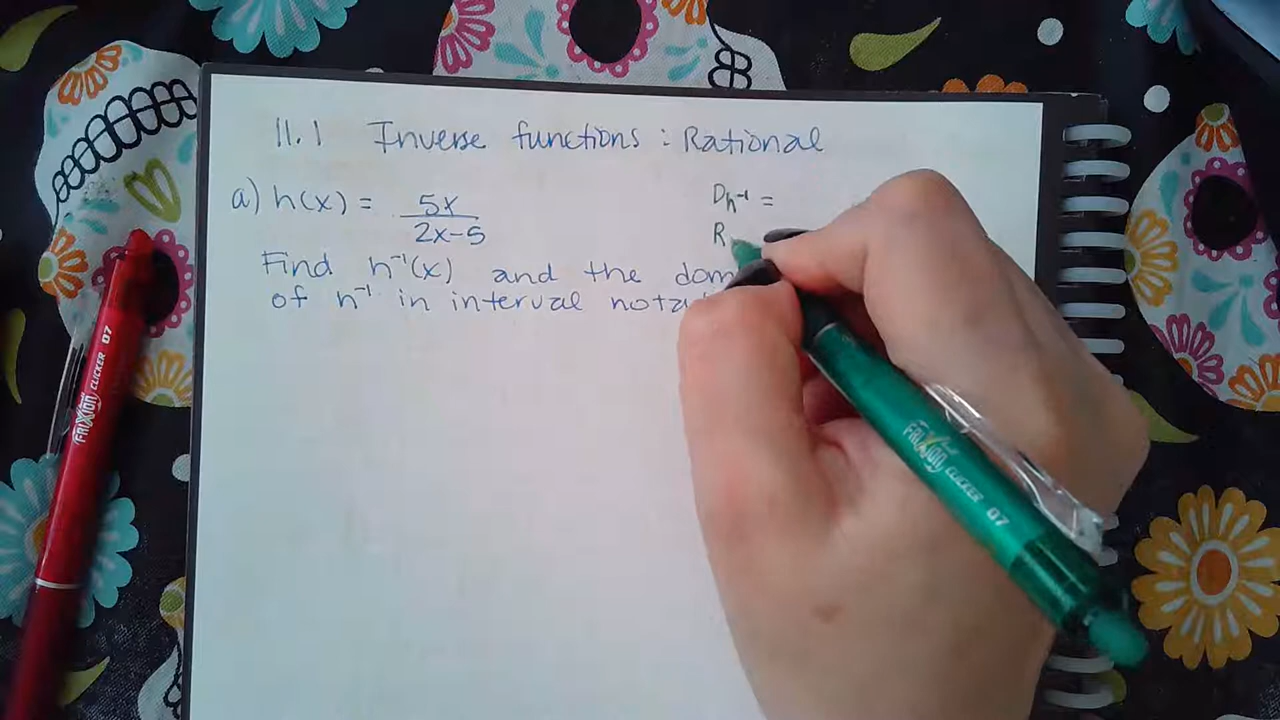 11.1 Inverse functions : Rational
a) h(x) = 5x / 2x-5
D_h⁻¹ =
R
Find h⁻¹(x) and the dom
of h⁻¹ in interval nota
FRIXION CLICKER 07
FRIXION CLICKER 07